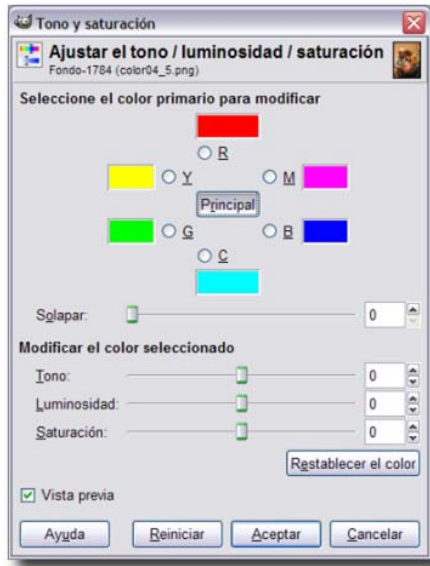 Tono y saturación
Ajustar el tono / luminosidad / saturación
Fondo-1784 (color04_5.png)
Seleccione el color primario para modificar
R
Y M
Principal
G B
C
Solapar: 0
Modificar el color seleccionado
Tono: 0
Luminosidad: 0
Saturación: 0
Restablecer el color
Vista previa
Ayuda Reiniciar Aceptar Cancelar